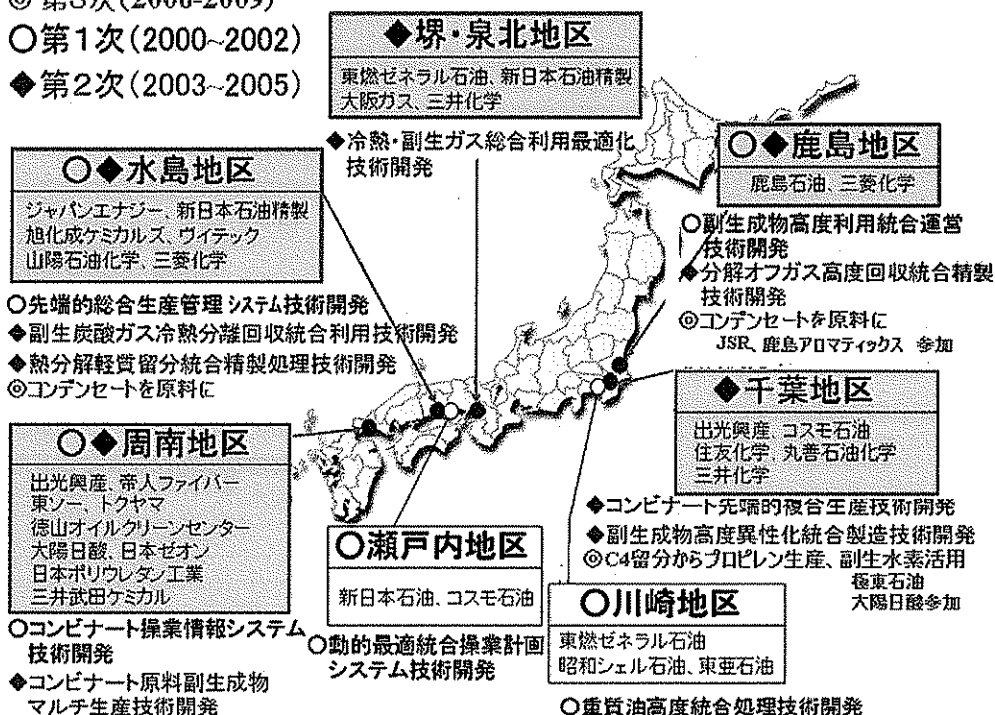 ◎ 第3次(2006-2009)
○第1次(2000~2002)
◆第2次(2003~2005)
◆堺・泉北地区
東燃ゼネラル石油、新日本石油精製
大阪ガス、三井化学
◆冷熱・副生ガス総合利用最適化
技術開発
○◆水島地区
ジャパンエナジー、新日本石油精製
旭化成ケミカルズ、ヴィテック
山陽石油化学、三菱化学
○先端的総合生産管理システム技術開発
◆副生炭酸ガス冷熱分離回収統合利用技術開発
◆熱分解軽質留分統合精製処理技術開発
◎コンデンセートを原料に
○◆鹿島地区
鹿島石油、三菱化学
○副生成物高度利用統合運営
技術開発
◆分解オフガス高度回収統合精製
技術開発
◎コンデンセートを原料に
JSR、鹿島アロマティックス 参加
◆千葉地区
出光興産、コスモ石油
住友化学、丸善石油化学
三井化学
◆コンビナート先端的複合生産技術開発
◆副生成物高度異性化統合製造技術開発
◎C4留分からプロピレン生産、副生水素活用
極東石油
大陽日酸参加
○◆周南地区
出光興産、帝人ファイバー
東ソー、トクヤマ
徳山オイルクリーンセンター
大陽日酸、日本ゼオン
日本ポリウレタン工業
三井武田ケミカル
○コンビナート操業情報システム
技術開発
◆コンビナート原料副生成物
マルチ生産技術開発
○瀬戸内地区
新日本石油、コスモ石油
○動的最適統合操業計画
システム技術開発
○川崎地区
東燃ゼネラル石油
昭和シェル石油、東亜石油
○重質油高度統合処理技術開発